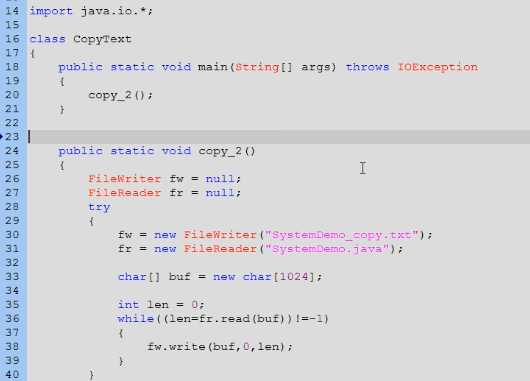 14 import java.io.*;
15
16 class CopyText
17 {
18     public static void main(String[] args) throws IOException
19     {
20         copy_2();
21     }
22
23
24     public static void copy_2()
25     {
26         FileWriter fw = null;
27         FileReader fr = null;
28         try
29         {
30             fw = new FileWriter("SystemDemo_copy.txt");
31             fr = new FileReader("SystemDemo.java");
32
33             char[] buf = new char[1024];
34
35             int len = 0;
36             while((len=fr.read(buf))!=-1)
37             {
38                 fw.write(buf,0,len);
39             }
40         }